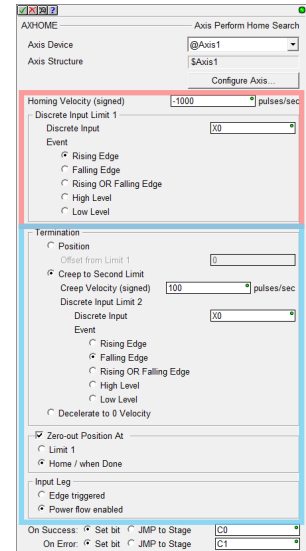 AXHOME Axis Perform Home Search
Axis Device @Axis1
Axis Structure $Axis1
Configure Axis...
Homing Velocity (signed) -1000 pulses/sec
Discrete Input Limit 1
Discrete Input X0
Event
Rising Edge
Falling Edge
Rising OR Falling Edge
High Level
Low Level
Termination
Position
Offset from Limit 1 0
Creep to Second Limit
Creep Velocity (signed) 100 pulses/sec
Discrete Input Limit 2
Discrete Input X0
Event
Rising Edge
Falling Edge
Rising OR Falling Edge
High Level
Low Level
Decelerate to 0 Velocity
Zero-out Position At
Limit 1
Home / when Done
Input Leg
Edge triggered
Power flow enabled
On Success: Set bit JMP to Stage C0
On Error: Set bit JMP to Stage C1